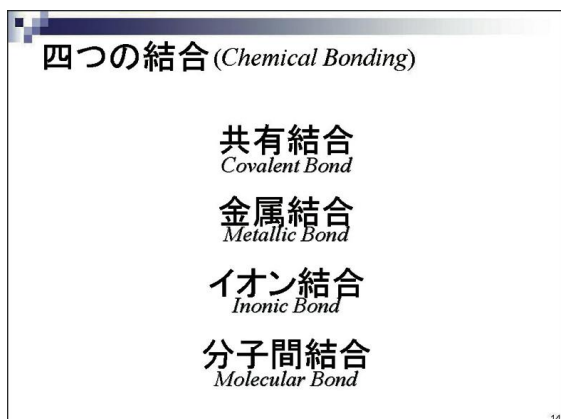 四つの結合(Chemical Bonding)
共有結合
Covalent Bond
金属結合
Metallic Bond
イオン結合
Inonic Bond
分子間結合
Molecular Bond
14